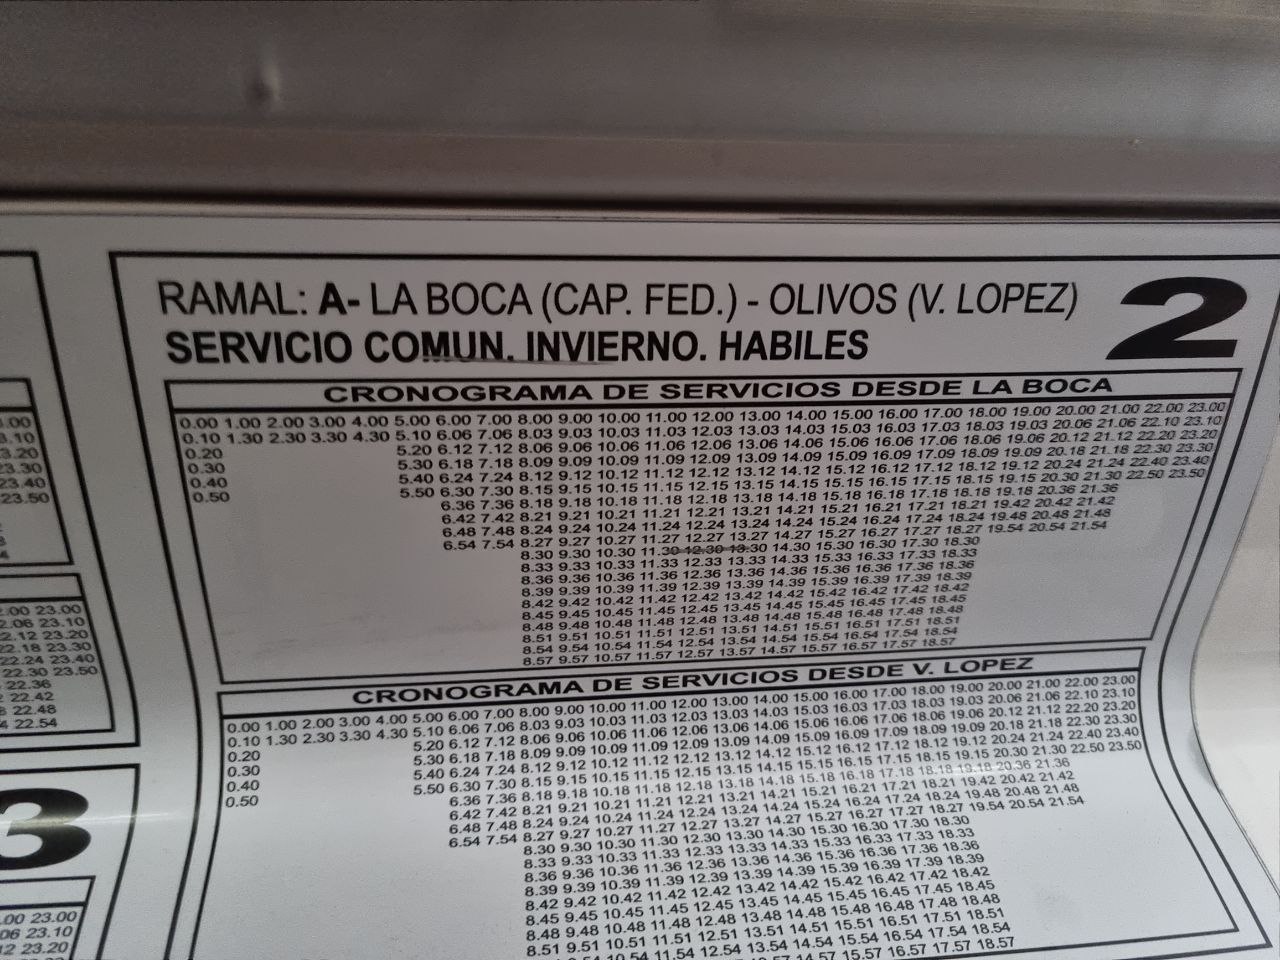 RAMAL: A- LA BOCA (CAP. FED.) - OLIVOS (V. LOPEZ)
2
SERVICIO COMUN. INVIERNO. HABILES
CRONOGRAMA DE SERVICIOS DESDE LA BOCA
0.00 1.00 2.00 3.00 4.00 5.00 6.00 7.00 8.00 9.00 10.00 11.00 12.00 13.00 14.00 15.00 16.00 17.00 18.00 19.00 20.00 21.00 22.00 23.00
0.10 1.30 2.30 3.30 4.30 5.10 6.06 7.06 8.03 9.03 10.03 11.03 12.03 13.03 14.03 15.03 16.03 17.03 18.03 19.03 20.06 21.06 22.10 23.10
0.20 5.20 6.12 7.12 8.06 9.06 10.06 11.06 12.06 13.06 14.06 15.06 16.06 17.06 18.06 19.06 20.12 21.12 22.20 23.20
0.30 5.30 6.18 7.18 8.09 9.09 10.09 11.09 12.09 13.09 14.09 15.09 16.09 17.09 18.09 19.09 20.18 21.18 22.30 23.30
0.40 5.40 6.24 7.24 8.12 9.12 10.12 11.12 12.12 13.12 14.12 15.12 16.12 17.12 18.12 19.12 20.24 21.24 22.40 23.40
0.50 5.50 6.30 7.30 8.15 9.15 10.15 11.15 12.15 13.15 14.15 15.15 16.15 17.15 18.15 19.15 20.30 21.30 22.50 23.50
6.36 7.36 8.18 9.18 10.18 11.18 12.18 13.18 14.18 15.18 16.18 17.18 18.18 19.18 20.36 21.36
6.42 7.42 8.21 9.21 10.21 11.21 12.21 13.21 14.21 15.21 16.21 17.21 18.21 19.42 20.42 21.42
6.48 7.48 8.24 9.24 10.24 11.24 12.24 13.24 14.24 15.24 16.24 17.24 18.24 19.48 20.48 21.48
6.54 7.54 8.27 9.27 10.27 11.27 12.27 13.27 14.27 15.27 16.27 17.27 18.27 19.54 20.54 21.54
8.30 9.30 10.30 11.30 12.30 13.30 14.30 15.30 16.30 17.30 18.30
8.33 9.33 10.33 11.33 12.33 13.33 14.33 15.33 16.33 17.33 18.33
8.36 9.36 10.36 11.36 12.36 13.36 14.36 15.36 16.36 17.36 18.36
8.39 9.39 10.39 11.39 12.39 13.39 14.39 15.39 16.39 17.39 18.39
8.42 9.42 10.42 11.42 12.42 13.42 14.42 15.42 16.42 17.42 18.42
8.45 9.45 10.45 11.45 12.45 13.45 14.45 15.45 16.45 17.45 18.45
8.48 9.48 10.48 11.48 12.48 13.48 14.48 15.48 16.48 17.48 18.48
8.51 9.51 10.51 11.51 12.51 13.51 14.51 15.51 16.51 17.51 18.51
8.54 9.54 10.54 11.54 12.54 13.54 14.54 15.54 16.54 17.54 18.54
8.57 9.57 10.57 11.57 12.57 13.57 14.57 15.57 16.57 17.57 18.57
CRONOGRAMA DE SERVICIOS DESDE V. LOPEZ
0.00 1.00 2.00 3.00 4.00 5.00 6.00 7.00 8.00 9.00 10.00 11.00 12.00 13.00 14.00 15.00 16.00 17.00 18.00 19.00 20.00 21.00 22.00 23.00
0.10 1.30 2.30 3.30 4.30 5.10 6.06 7.06 8.03 9.03 10.03 11.03 12.03 13.03 14.03 15.03 16.03 17.03 18.03 19.03 20.06 21.06 22.10 23.10
0.20 5.20 6.12 7.12 8.06 9.06 10.06 11.06 12.06 13.06 14.06 15.06 16.06 17.06 18.06 19.06 20.12 21.12 22.20 23.20
0.30 5.30 6.18 7.18 8.09 9.09 10.09 11.09 12.09 13.09 14.09 15.09 16.09 17.09 18.09 19.09 20.18 21.18 22.30 23.30
0.40 5.40 6.24 7.24 8.12 9.12 10.12 11.12 12.12 13.12 14.12 15.12 16.12 17.12 18.12 19.12 20.24 21.24 22.40 23.40
0.50 5.50 6.30 7.30 8.15 9.15 10.15 11.15 12.15 13.15 14.15 15.15 16.15 17.15 18.15 19.15 20.30 21.30 22.50 23.50
6.36 7.36 8.18 9.18 10.18 11.18 12.18 13.18 14.18 15.18 16.18 17.18 18.18 19.18 20.36 21.36
6.42 7.42 8.21 9.21 10.21 11.21 12.21 13.21 14.21 15.21 16.21 17.21 18.21 19.42 20.42 21.42
6.48 7.48 8.24 9.24 10.24 11.24 12.24 13.24 14.24 15.24 16.24 17.24 18.24 19.48 20.48 21.48
6.54 7.54 8.27 9.27 10.27 11.27 12.27 13.27 14.27 15.27 16.27 17.27 18.27 19.54 20.54 21.54
8.30 9.30 10.30 11.30 12.30 13.30 14.30 15.30 16.30 17.30 18.30
8.33 9.33 10.33 11.33 12.33 13.33 14.33 15.33 16.33 17.33 18.33
8.36 9.36 10.36 11.36 12.36 13.36 14.36 15.36 16.36 17.36 18.36
8.39 9.39 10.39 11.39 12.39 13.39 14.39 15.39 16.39 17.39 18.39
8.42 9.42 10.42 11.42 12.42 13.42 14.42 15.42 16.42 17.42 18.42
8.45 9.45 10.45 11.45 12.45 13.45 14.45 15.45 16.45 17.45 18.45
8.48 9.48 10.48 11.48 12.48 13.48 14.48 15.48 16.48 17.48 18.48
8.51 9.51 10.51 11.51 12.51 13.51 14.51 15.51 16.51 17.51 18.51
9.54 10.54 11.54 12.54 13.54 14.54 15.54 16.54 17.54 18.54
14.57 15.57 16.57 17.57 18.57
23.30
23.40
23.50
23.00
23.10
23.20
23.30
22.24 23.40
22.30 23.50
22.36
22.42
22.48
22.54
3
23.00
23.10
23.20